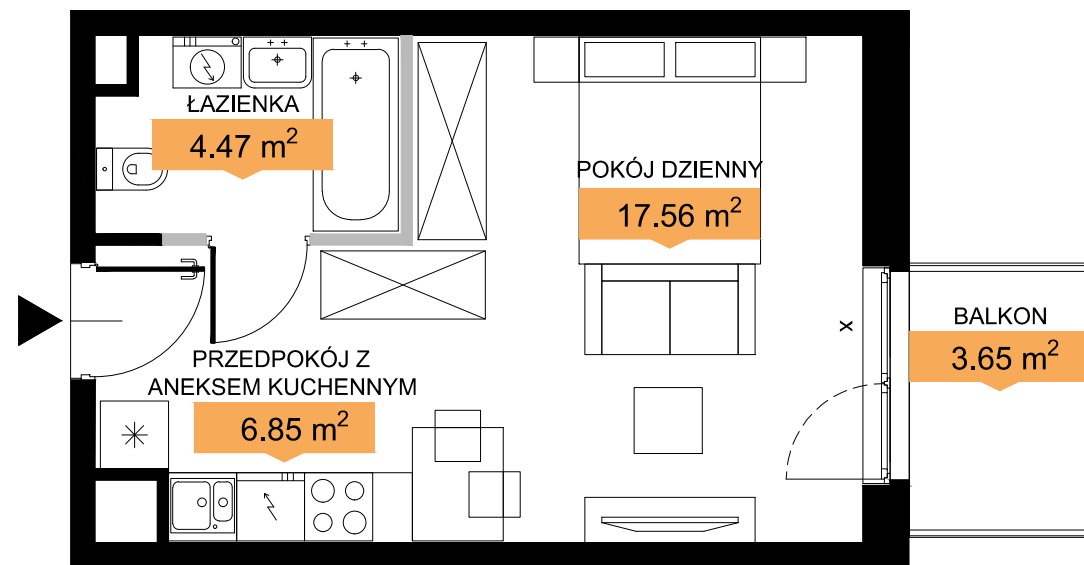 ŁAZIENKA
4.47 m²
POKÓJ DZIENNY
17.56 m²
x
BALKON
3.65 m²
PRZEDPOKÓJ Z
ANEKSEM KUCHENNYM
6.85 m²